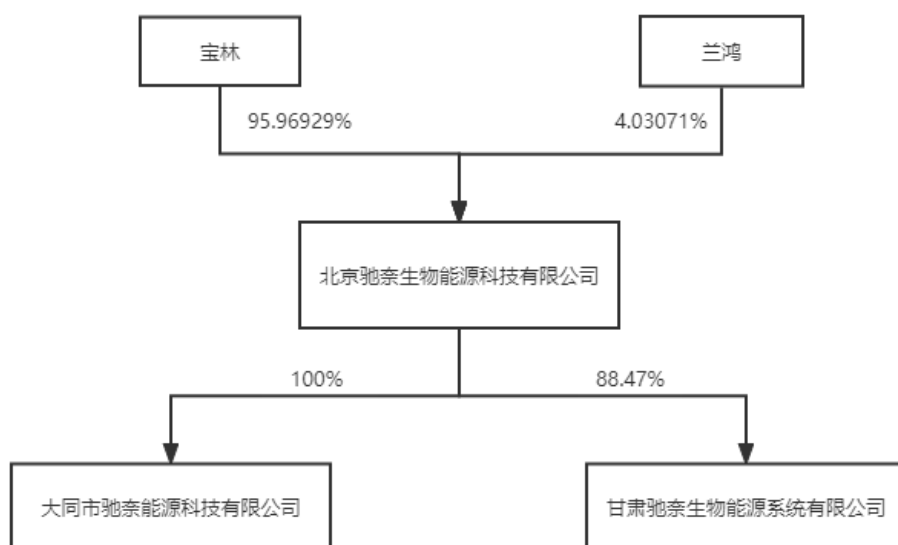 宝林
兰鸿
95.96929%
4.03071%
北京驰奈生物能源科技有限公司
100%
88.47%
大同市驰奈能源科技有限公司
甘肃驰奈生物能源系统有限公司